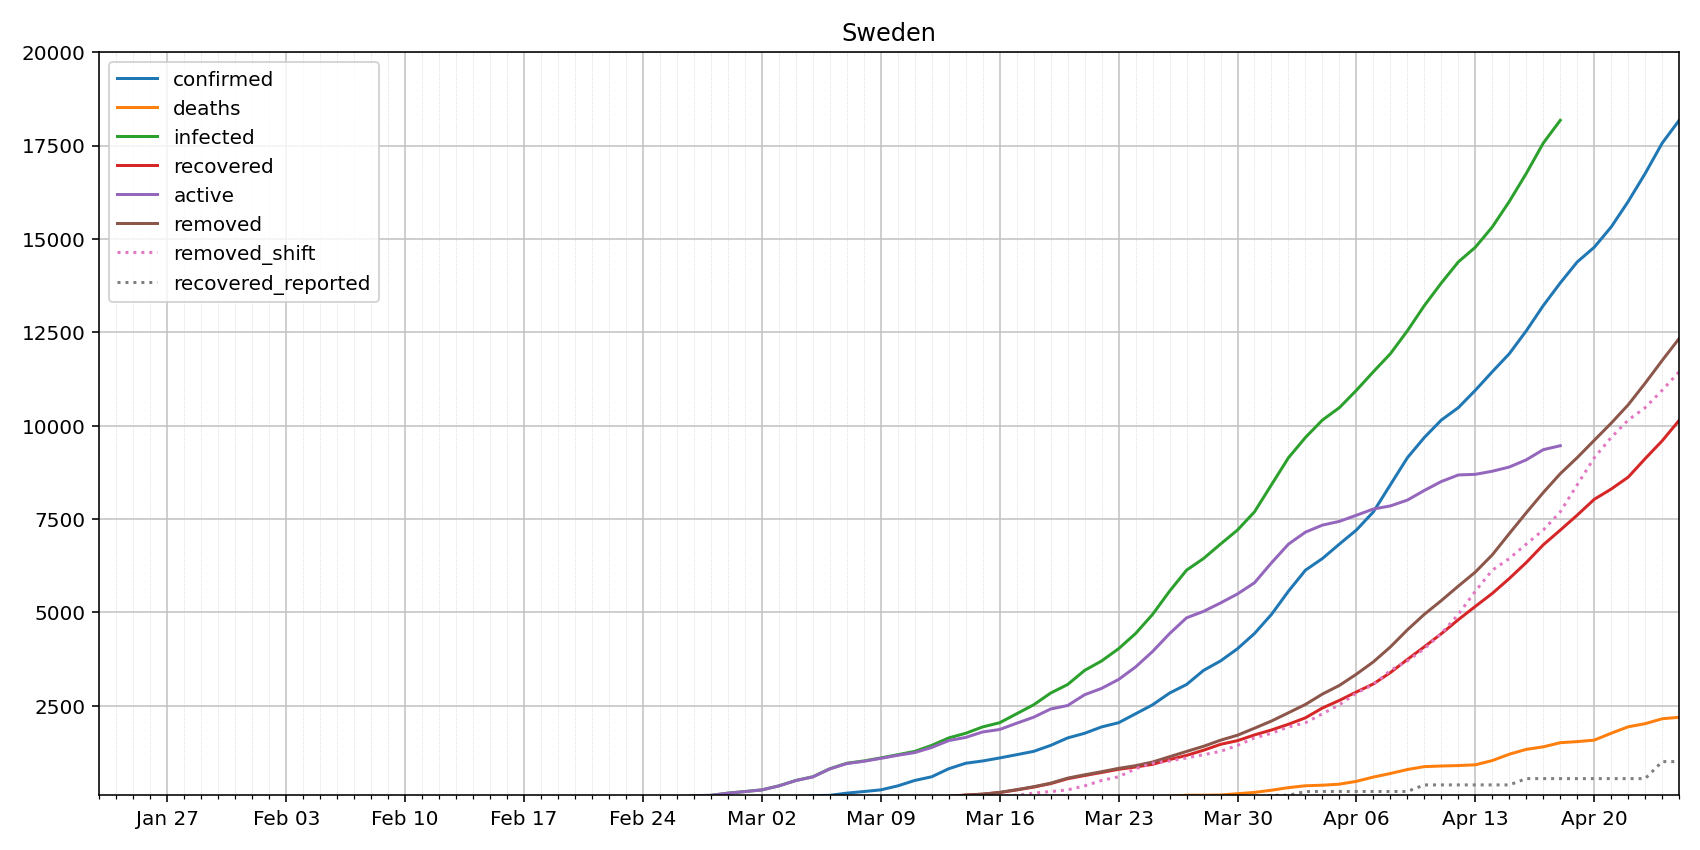 Sweden
20000
17500
15000
12500
10000
7500
5000
2500
confirmed
deaths
infected
recovered
active
removed
removed_shift
recovered_reported
Jan 27 Feb 03 Feb 10 Feb 17 Feb 24 Mar 02 Mar 09 Mar 16 Mar 23 Mar 30 Apr 06 Apr 13 Apr 20